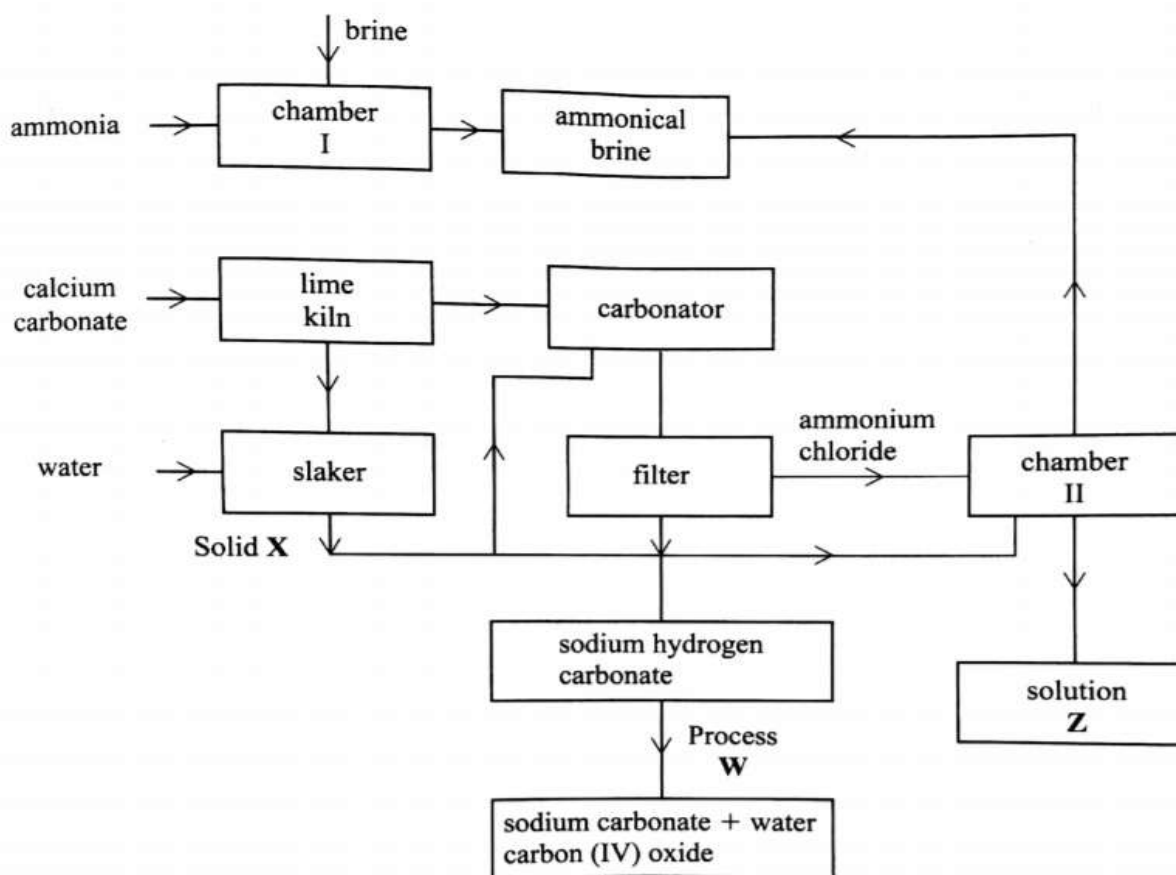 brine
ammonia
chamber
I
ammonical
brine
calcium
carbonate
lime
kiln
carbonator
water
slaker
filter
ammonium
chloride
chamber
II
Solid X
sodium hydrogen
carbonate
solution
Z
Process
W
sodium carbonate + water
carbon (IV) oxide